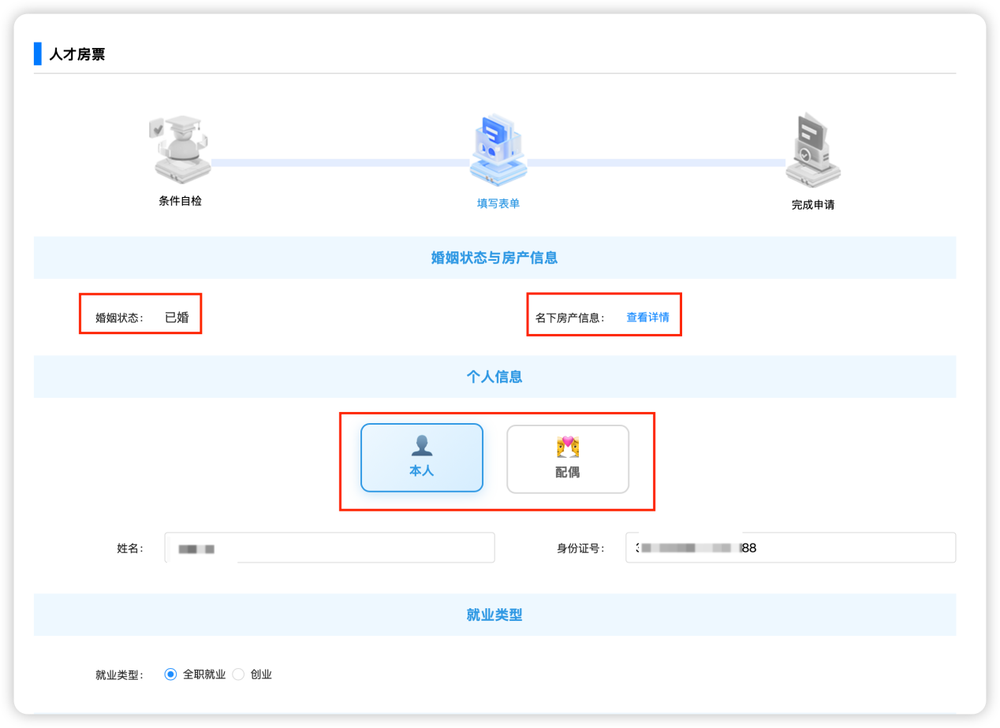 人才房票
条件自检
填写表单
完成申请
婚姻状态与房产信息
婚姻状态： 已婚
名下房产信息： 查看详情
个人信息
本人
配偶
姓名：
身份证号： 88
就业类型
就业类型： 全职就业 创业